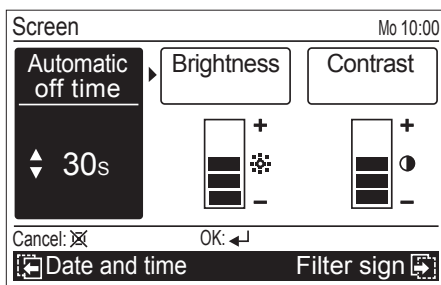 Screen Mo 10:00
Automatic off time
Brightness
Contrast
30s
+ +
− −
Cancel: OK:
Date and time Filter sign